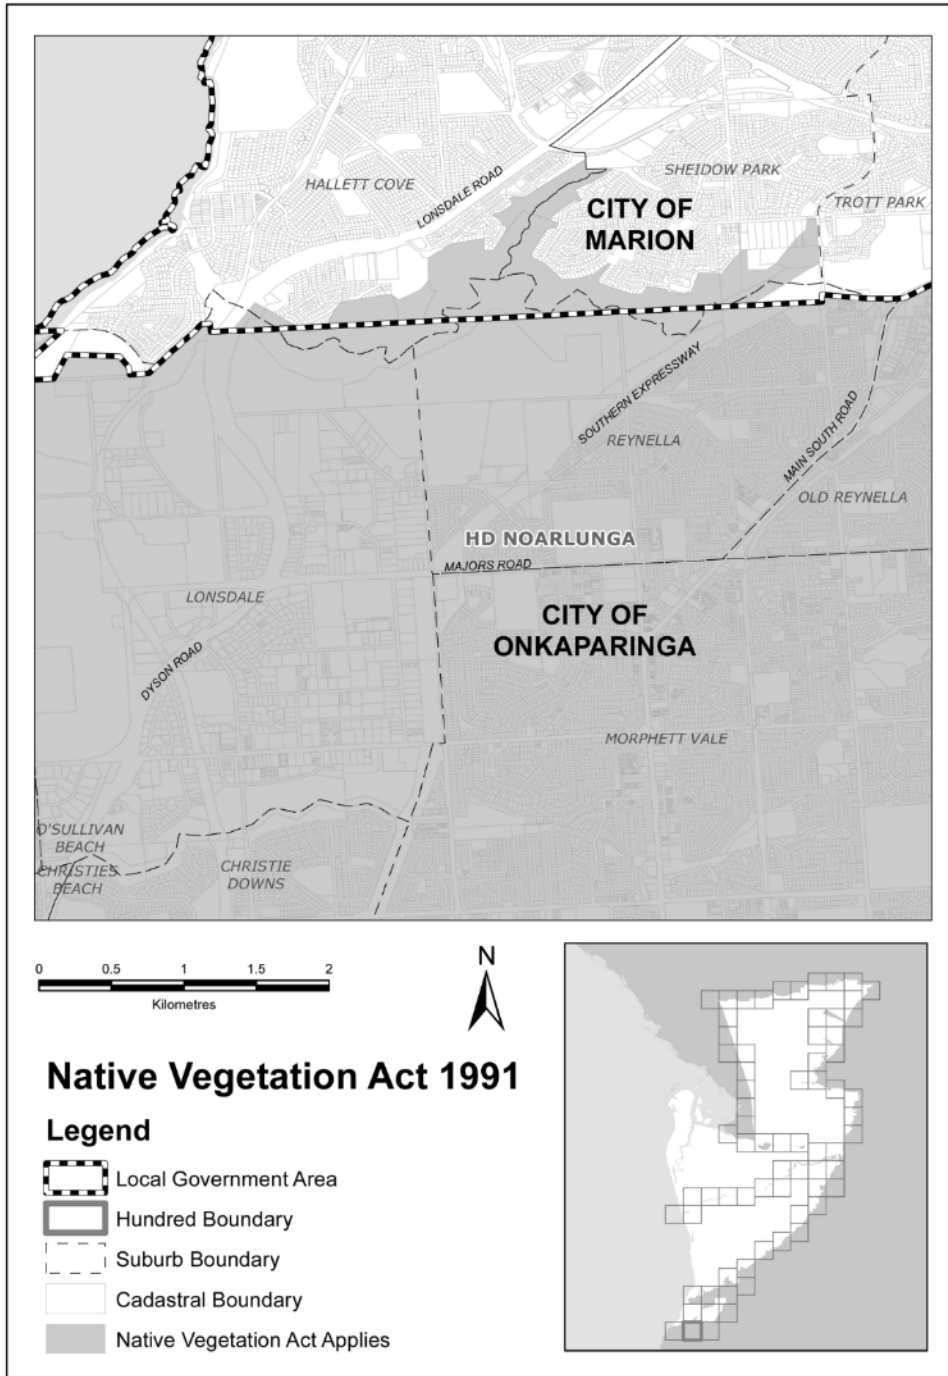 HALLETT COVE
LONSDALE ROAD
SHEIDOW PARK
CITY OF
MARION
TROTT PARK
SOUTHERN EXPRESSWAY
REYNELLA
MAIN SOUTH ROAD
OLD REYNELLA
HD NOARLUNGA
MAJORS ROAD
LONSDALE
CITY OF
ONKAPARINGA
DYSON ROAD
MORPHETT VALE
O'SULLIVAN
BEACH
CHRISTIES
BEACH
CHRISTIE
DOWNS
0 0.5 1 1.5 2
Kilometres
N
Native Vegetation Act 1991
Legend
Local Government Area
Hundred Boundary
Suburb Boundary
Cadastral Boundary
Native Vegetation Act Applies